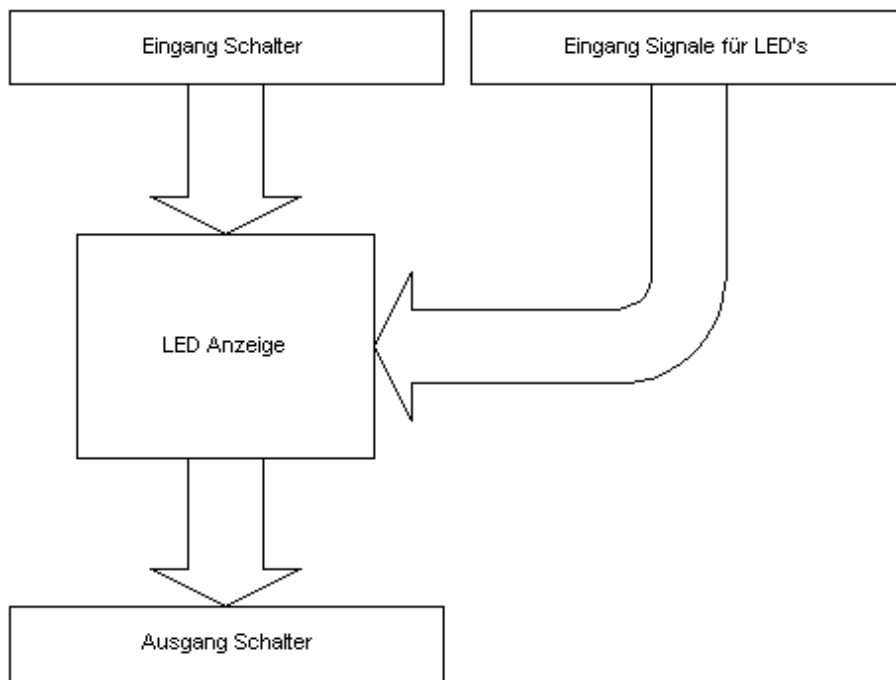 Eingang Schalter
Eingang Signale für LED's
LED Anzeige
Ausgang Schalter